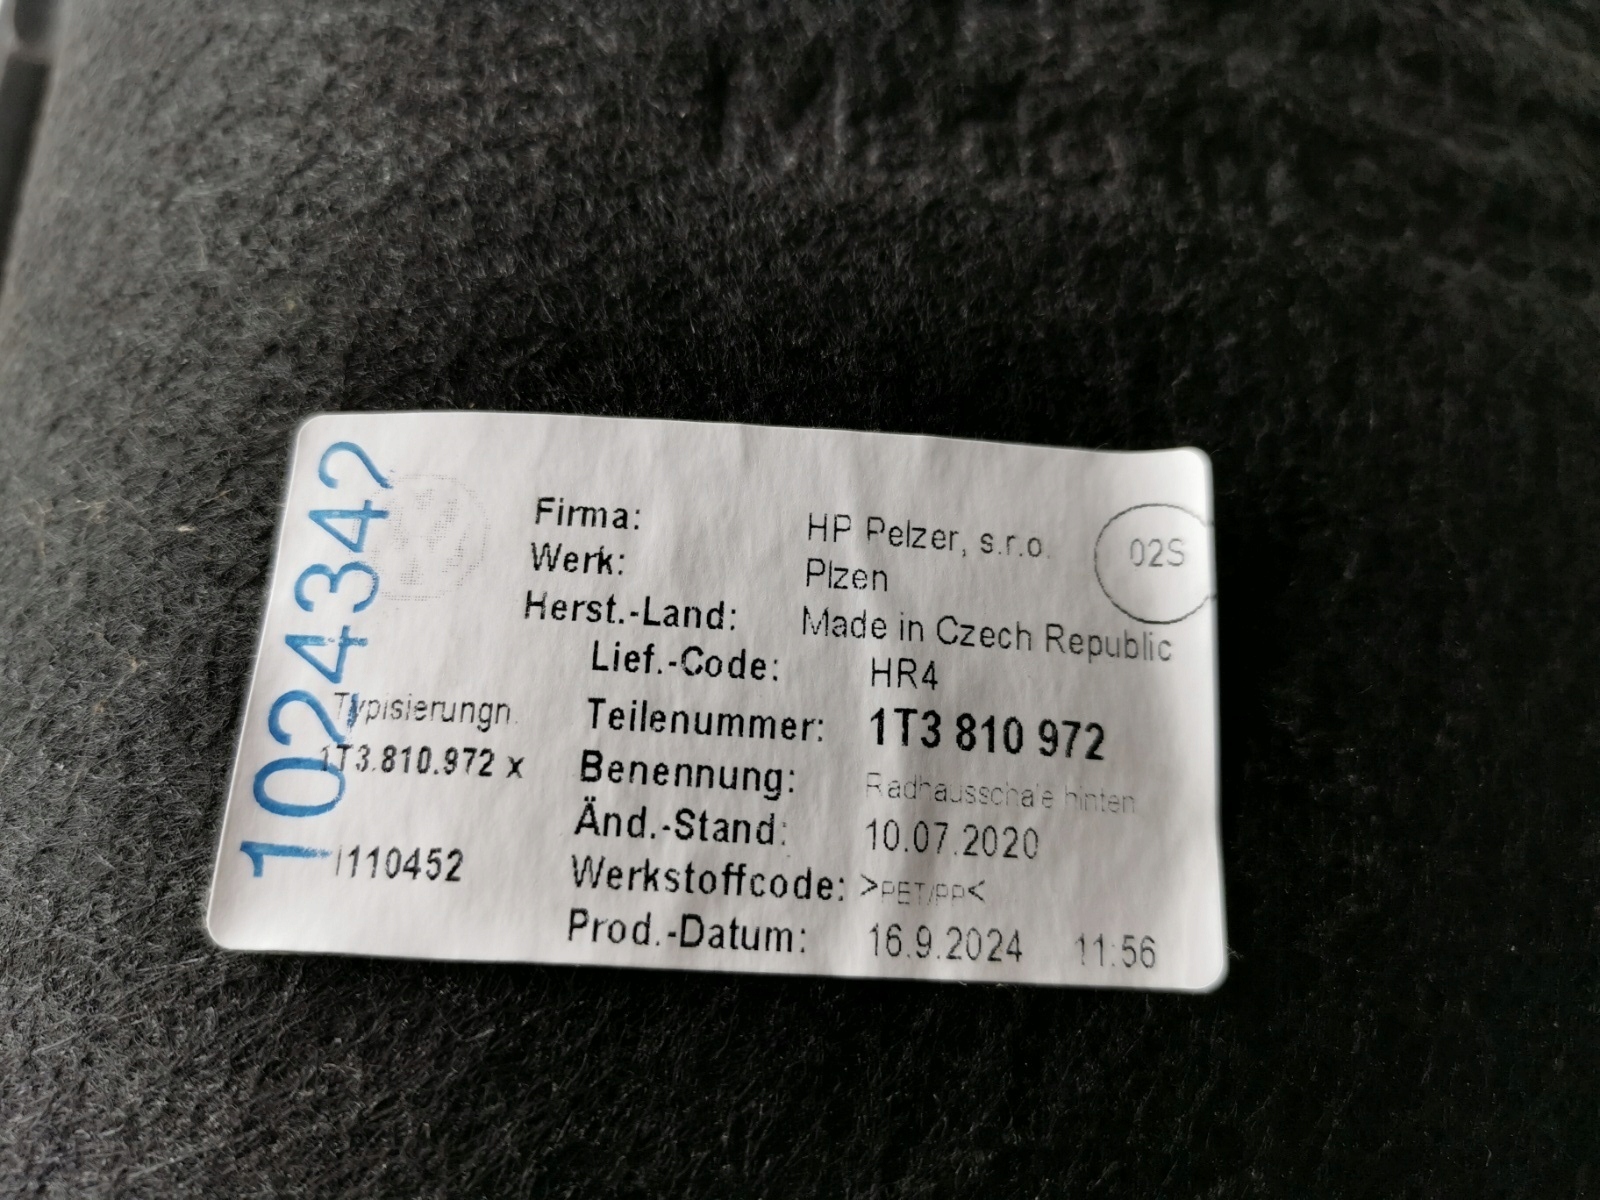 1024342
Firma: HP Pelzer, s.r.o. 02S
Werk: Plzen
Herst.-Land: Made in Czech Republic
Lief.-Code: HR4
Typisierungn. Teilenummer: 1T3 810 972
1T3.810.972 x Benennung: Radhausschale hinten
Änd.-Stand: 10.07.2020
I110452 Werkstoffcode: >PET/PP<
Prod.-Datum: 16.9.2024 11:56